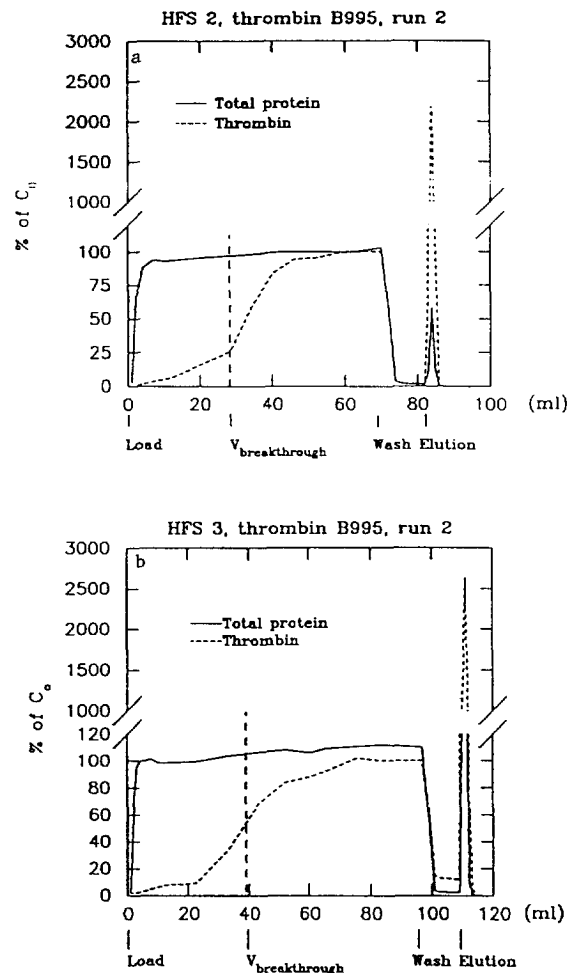 HFS 2, thrombin B995, run 2
a
3000
2500
2000
1500
1000
100
75
50
25
0
% of C₀
Total protein
Thrombin
0 20 40 60 80 100 (ml)
Load V_breakthrough Wash Elution
HFS 3, thrombin B995, run 2
b
3000
2500
2000
1500
1000
120
100
80
60
40
20
0
% of Cₒ
Total protein
Thrombin
0 20 40 60 80 100 120 (ml)
Load V_breakthrough Wash Elution